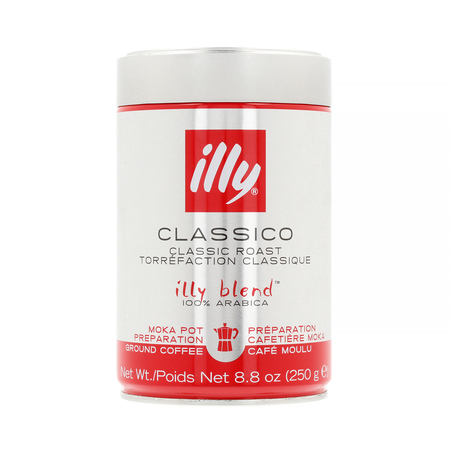 illy®
CLASSICO
CLASSIC ROAST
TORRÉFACTION CLASSIQUE
illy blend™
100% ARABICA
MOKA POT
PREPARATION
GROUND COFFEE
PRÉPARATION
CAFETIÈRE MOKA
CAFÉ MOULU
Net Wt./Poids Net 8.8 oz (250 g) ℮